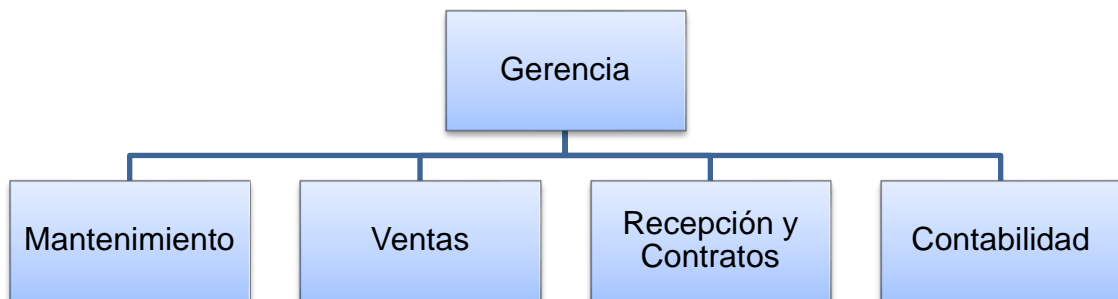 Gerencia
Mantenimiento
Ventas
Recepción y
Contratos
Contabilidad